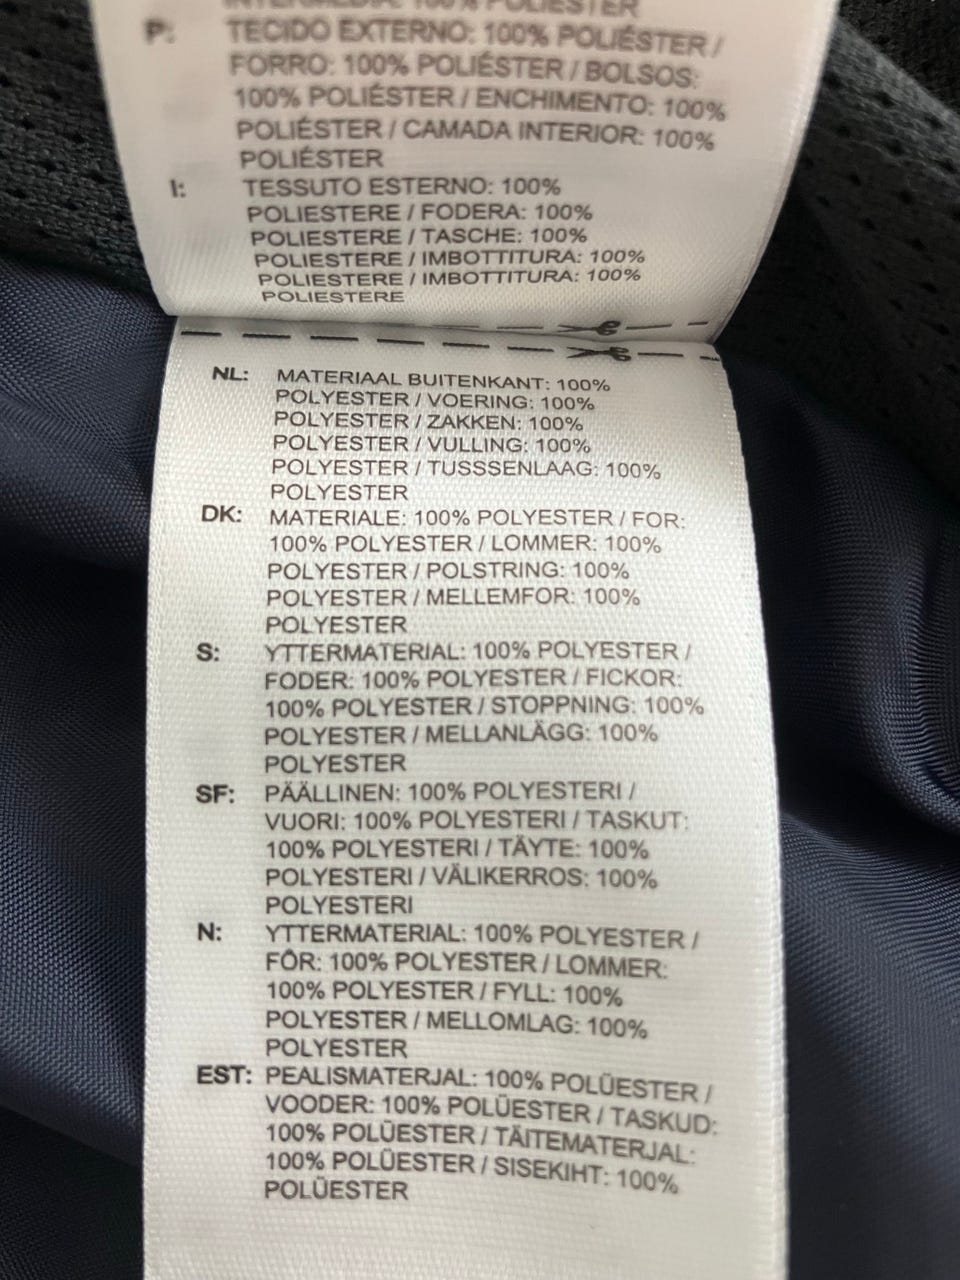 INTERMEDIA: 100% POLIÉSTER
P: TECIDO EXTERNO: 100% POLIÉSTER /
FORRO: 100% POLIÉSTER / BOLSOS:
100% POLIÉSTER / ENCHIMENTO: 100%
POLIÉSTER / CAMADA INTERIOR: 100%
POLIÉSTER
I: TESSUTO ESTERNO: 100%
POLIESTERE / FODERA: 100%
POLIESTERE / TASCHE: 100%
POLIESTERE / IMBOTTITURA: 100%
POLIESTERE / IMBOTTITURA: 100%
POLIESTERE
NL: MATERIAAL BUITENKANT: 100%
POLYESTER / VOERING: 100%
POLYESTER / ZAKKEN: 100%
POLYESTER / VULLING: 100%
POLYESTER / TUSSSENLAAG: 100%
POLYESTER
DK: MATERIALE: 100% POLYESTER / FOR:
100% POLYESTER / LOMMER: 100%
POLYESTER / POLSTRING: 100%
POLYESTER / MELLEMFOR: 100%
POLYESTER
S: YTTERMATERIAL: 100% POLYESTER /
FODER: 100% POLYESTER / FICKOR:
100% POLYESTER / STOPPNING: 100%
POLYESTER / MELLANLÄGG: 100%
POLYESTER
SF: PÄÄLLINEN: 100% POLYESTERI /
VUORI: 100% POLYESTERI / TASKUT:
100% POLYESTERI / TÄYTE: 100%
POLYESTERI / VÄLIKERROS: 100%
POLYESTERI
N: YTTERMATERIAL: 100% POLYESTER /
FÔR: 100% POLYESTER / LOMMER:
100% POLYESTER / FYLL: 100%
POLYESTER / MELLOMLAG: 100%
POLYESTER
EST: PEALISMATERJAL: 100% POLÜESTER /
VOODER: 100% POLÜESTER / TASKUD:
100% POLÜESTER / TÄITEMATERJAL:
100% POLÜESTER / SISEKIHT: 100%
POLÜESTER